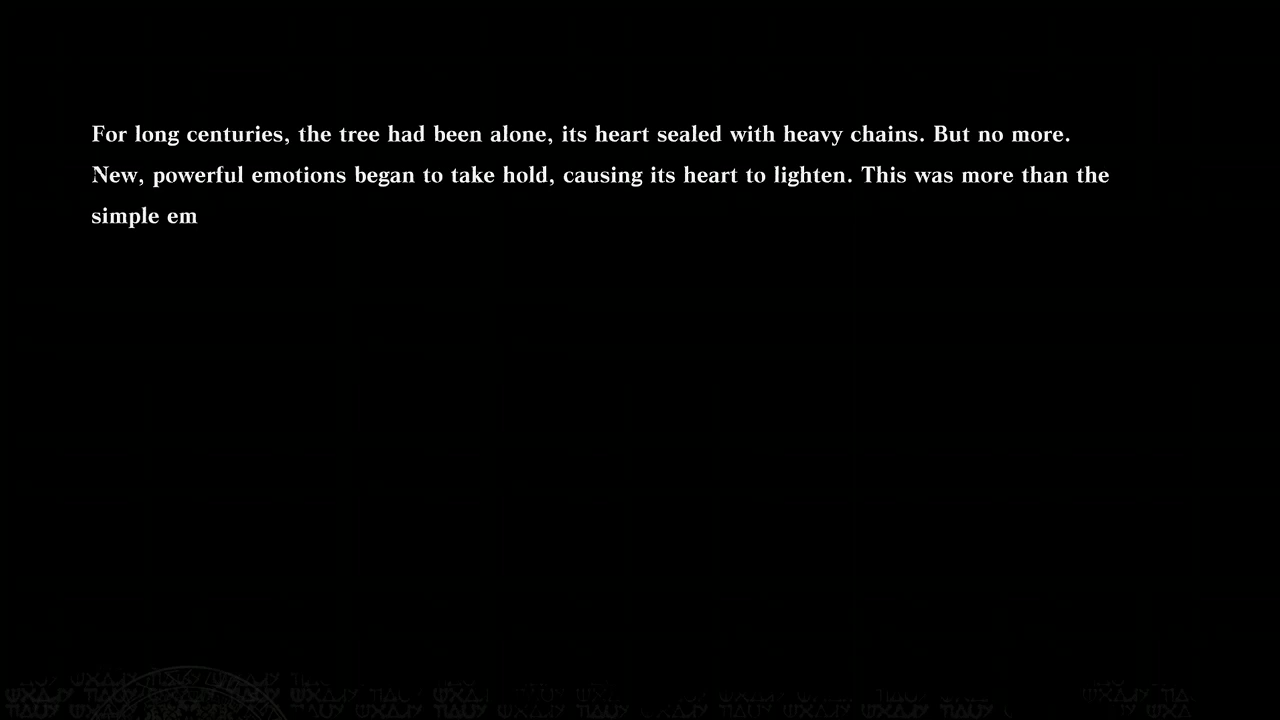 For long centuries, the tree had been alone, its heart sealed with heavy chains. But no more.
New, powerful emotions began to take hold, causing its heart to lighten. This was more than the
simple em